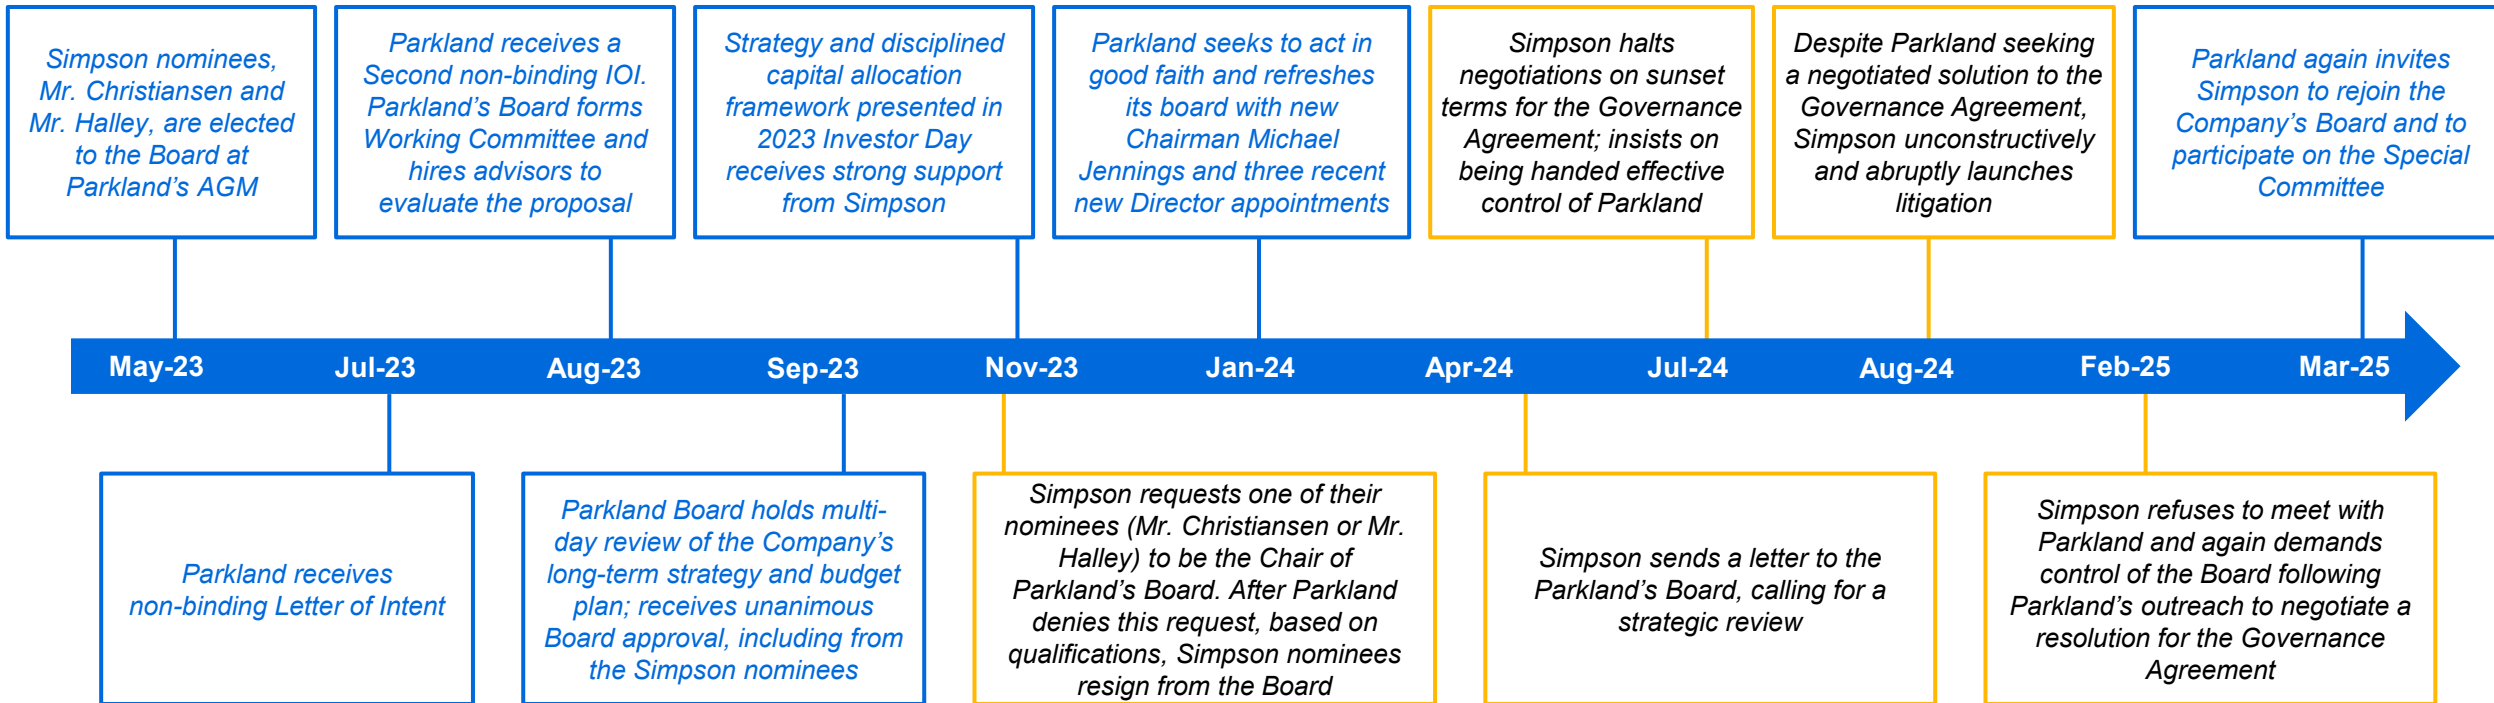 Simpson nominees,
Mr. Christiansen and
Mr. Halley, are elected
to the Board at
Parkland’s AGM
Parkland receives a
Second non-binding IOI.
Parkland’s Board forms
Working Committee and
hires advisors to
evaluate the proposal
Strategy and disciplined
capital allocation
framework presented in
2023 Investor Day
receives strong support
from Simpson
Parkland seeks to act in
good faith and refreshes
its board with new
Chairman Michael
Jennings and three recent
new Director appointments
Simpson halts
negotiations on sunset
terms for the Governance
Agreement; insists on
being handed effective
control of Parkland
Despite Parkland seeking
a negotiated solution to the
Governance Agreement,
Simpson unconstructively
and abruptly launches
litigation
Parkland again invites
Simpson to rejoin the
Company’s Board and to
participate on the Special
Committee
May-23
Jul-23
Aug-23
Sep-23
Nov-23
Jan-24
Apr-24
Jul-24
Aug-24
Feb-25
Mar-25
Parkland receives
non-binding Letter of Intent
Parkland Board holds multi-
day review of the Company’s
long-term strategy and budget
plan; receives unanimous
Board approval, including from
the Simpson nominees
Simpson requests one of their
nominees (Mr. Christiansen or Mr.
Halley) to be the Chair of
Parkland’s Board. After Parkland
denies this request, based on
qualifications, Simpson nominees
resign from the Board
Simpson sends a letter to the
Parkland’s Board, calling for a
strategic review
Simpson refuses to meet with
Parkland and again demands
control of the Board following
Parkland’s outreach to negotiate a
resolution for the Governance
Agreement